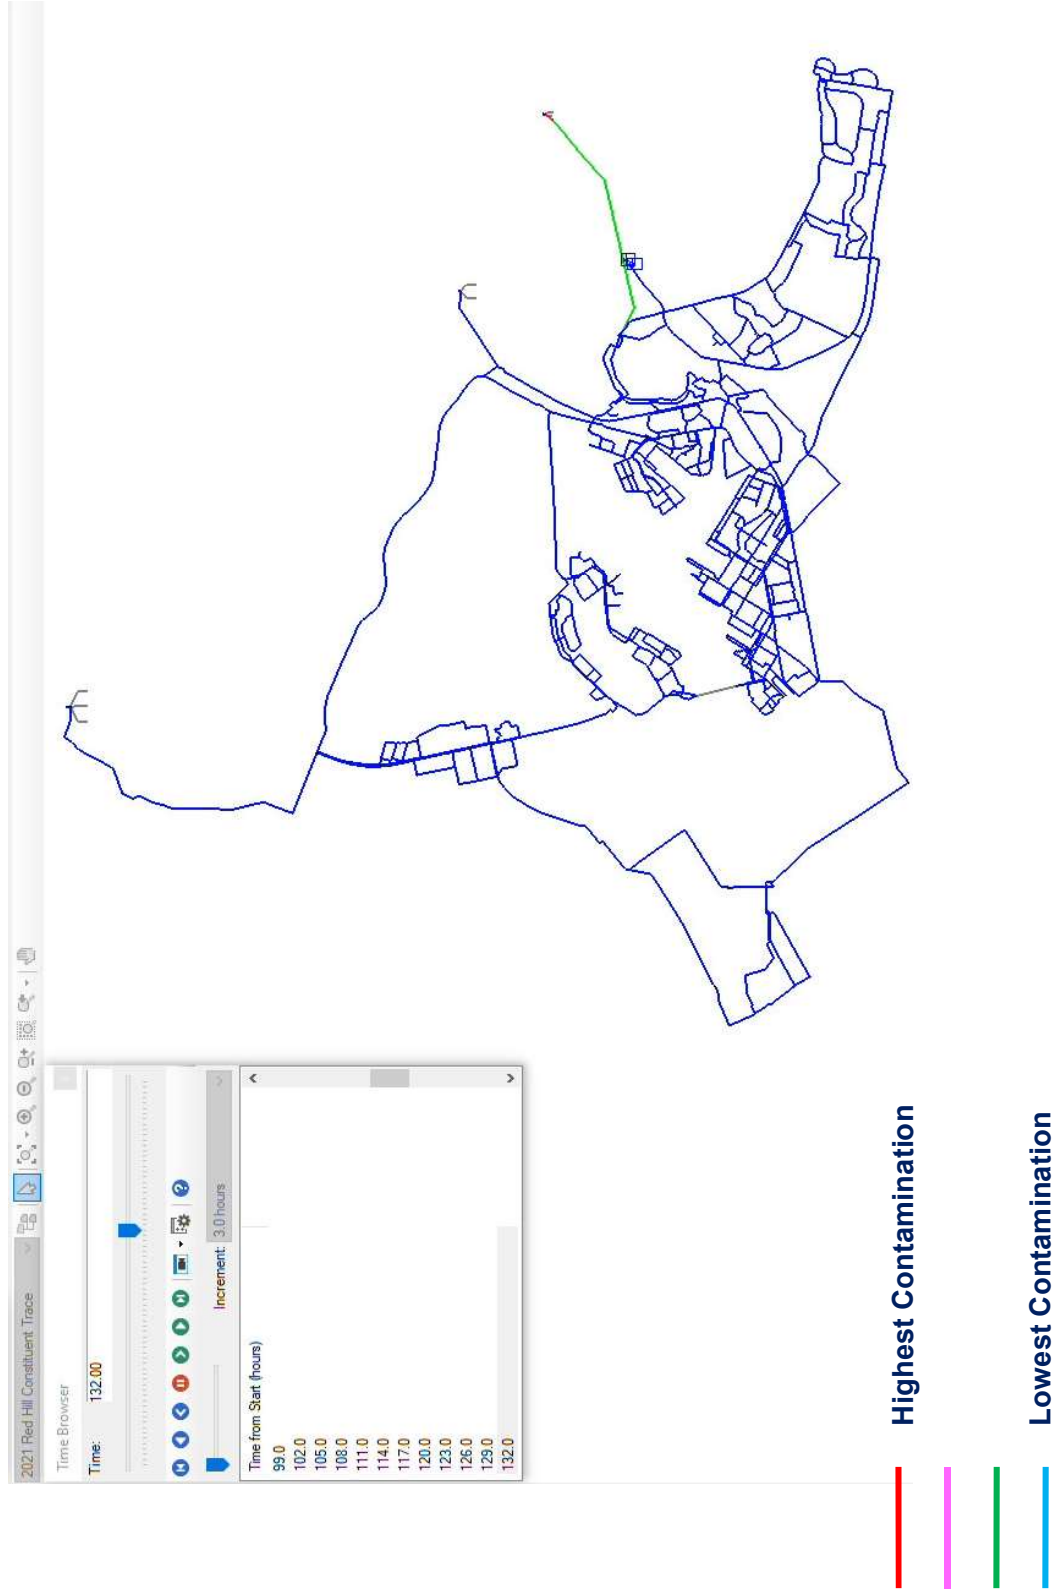 2021 Red Hill Constituent Trace
Time Browser
Time:
132.00
Increment:
3.0 hours
Time from Start (hours)
99.0
102.0
105.0
108.0
111.0
114.0
117.0
120.0
123.0
126.0
129.0
132.0
Highest Contamination
Lowest Contamination